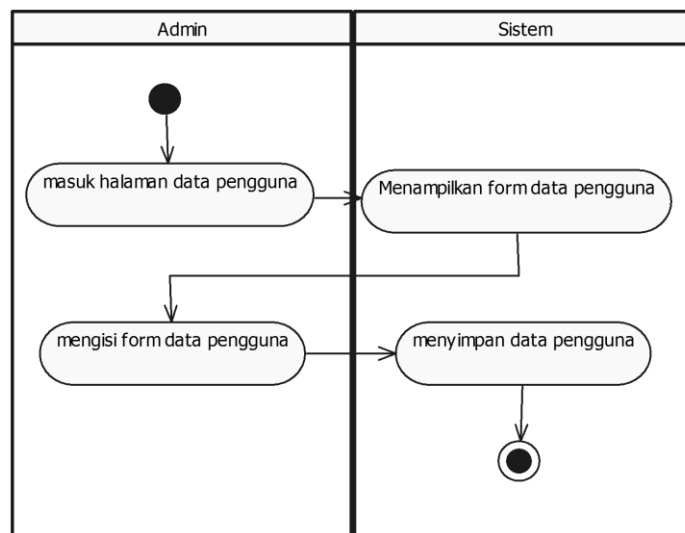 Admin
Sistem
masuk halaman data pengguna
Menampilkan form data pengguna
mengisi form data pengguna
menyimpan data pengguna